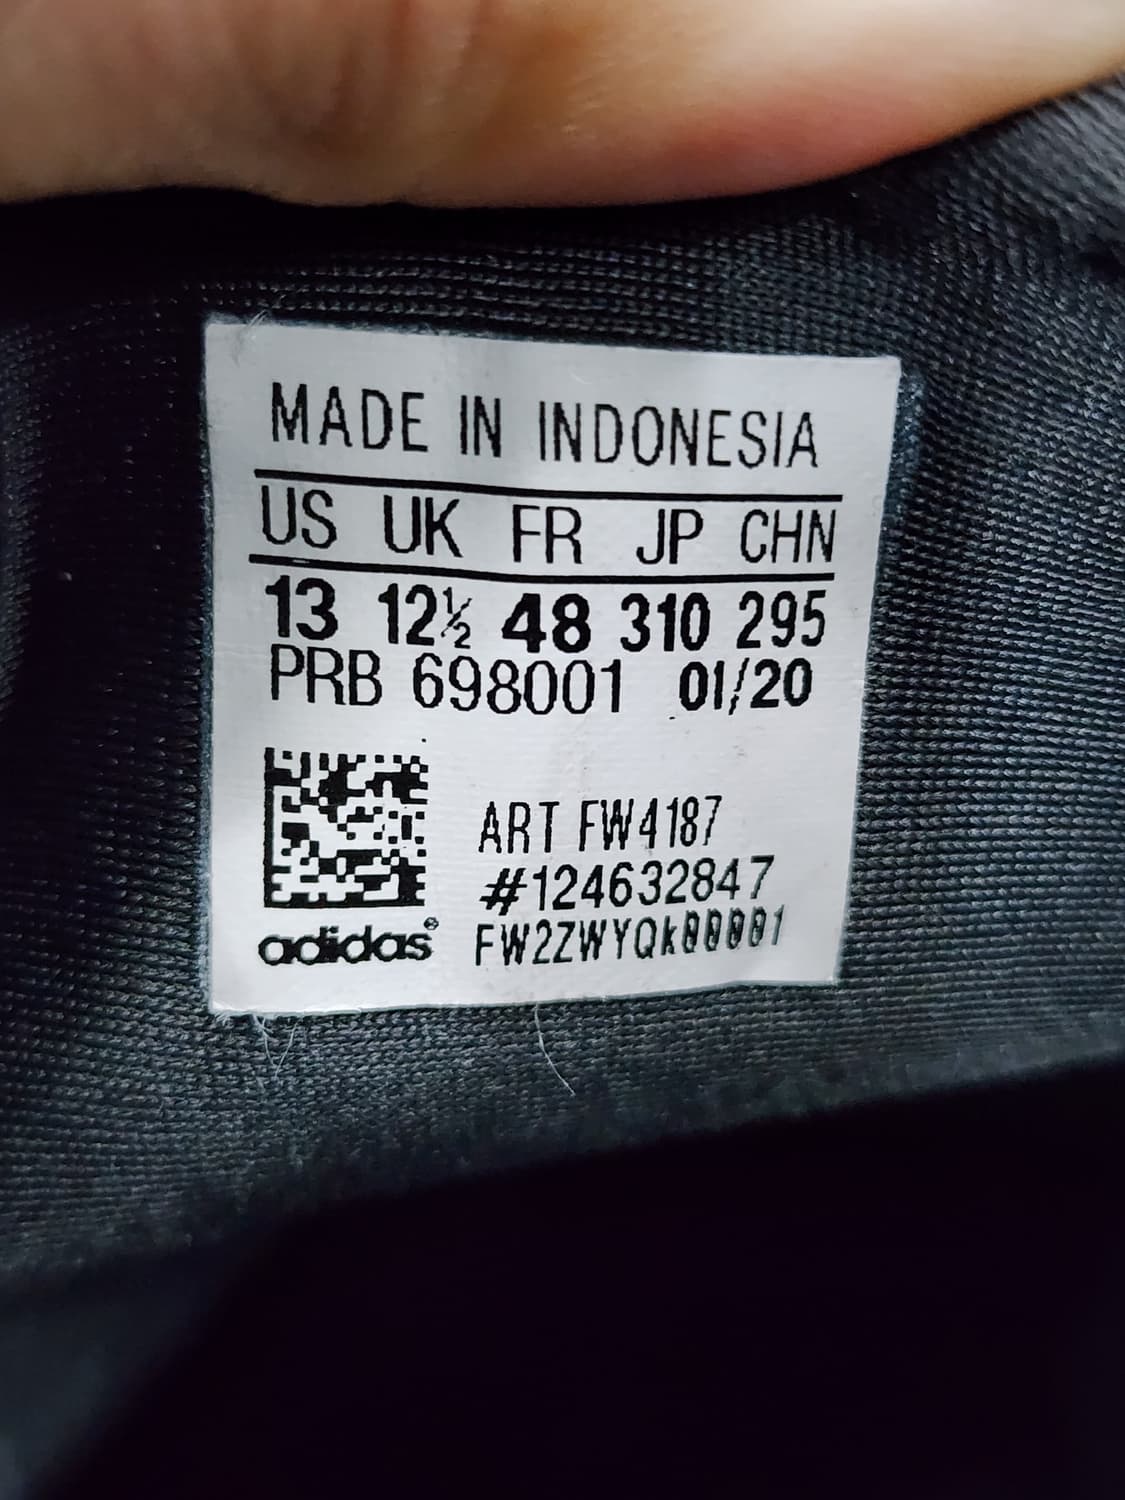 MADE IN INDONESIA
US UK FR JP CHN
13 12½ 48 310 295
PRB 698001 01/20
ART FW4187
#124632847
adidas® FW2ZWYQk00001